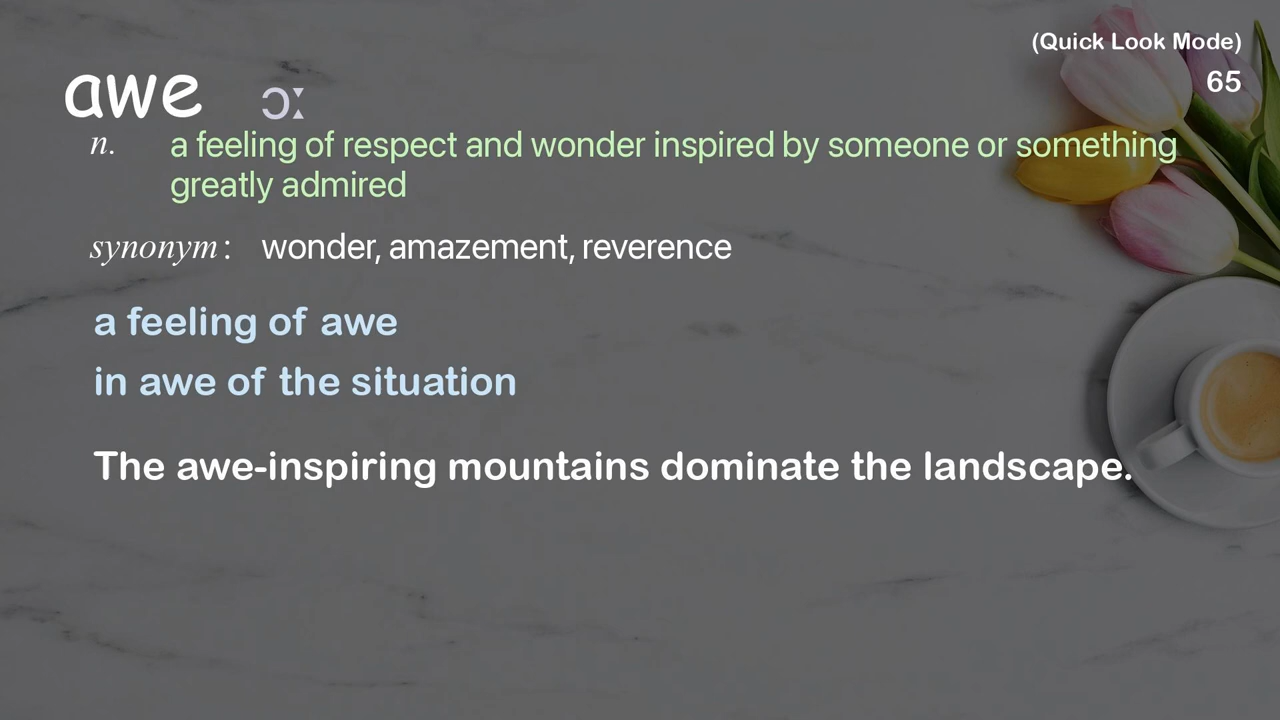 (Quick Look Mode)
65
awe ɔː
n. a feeling of respect and wonder inspired by someone or something
greatly admired
synonym: wonder, amazement, reverence
a feeling of awe
in awe of the situation
The awe-inspiring mountains dominate the landscape.